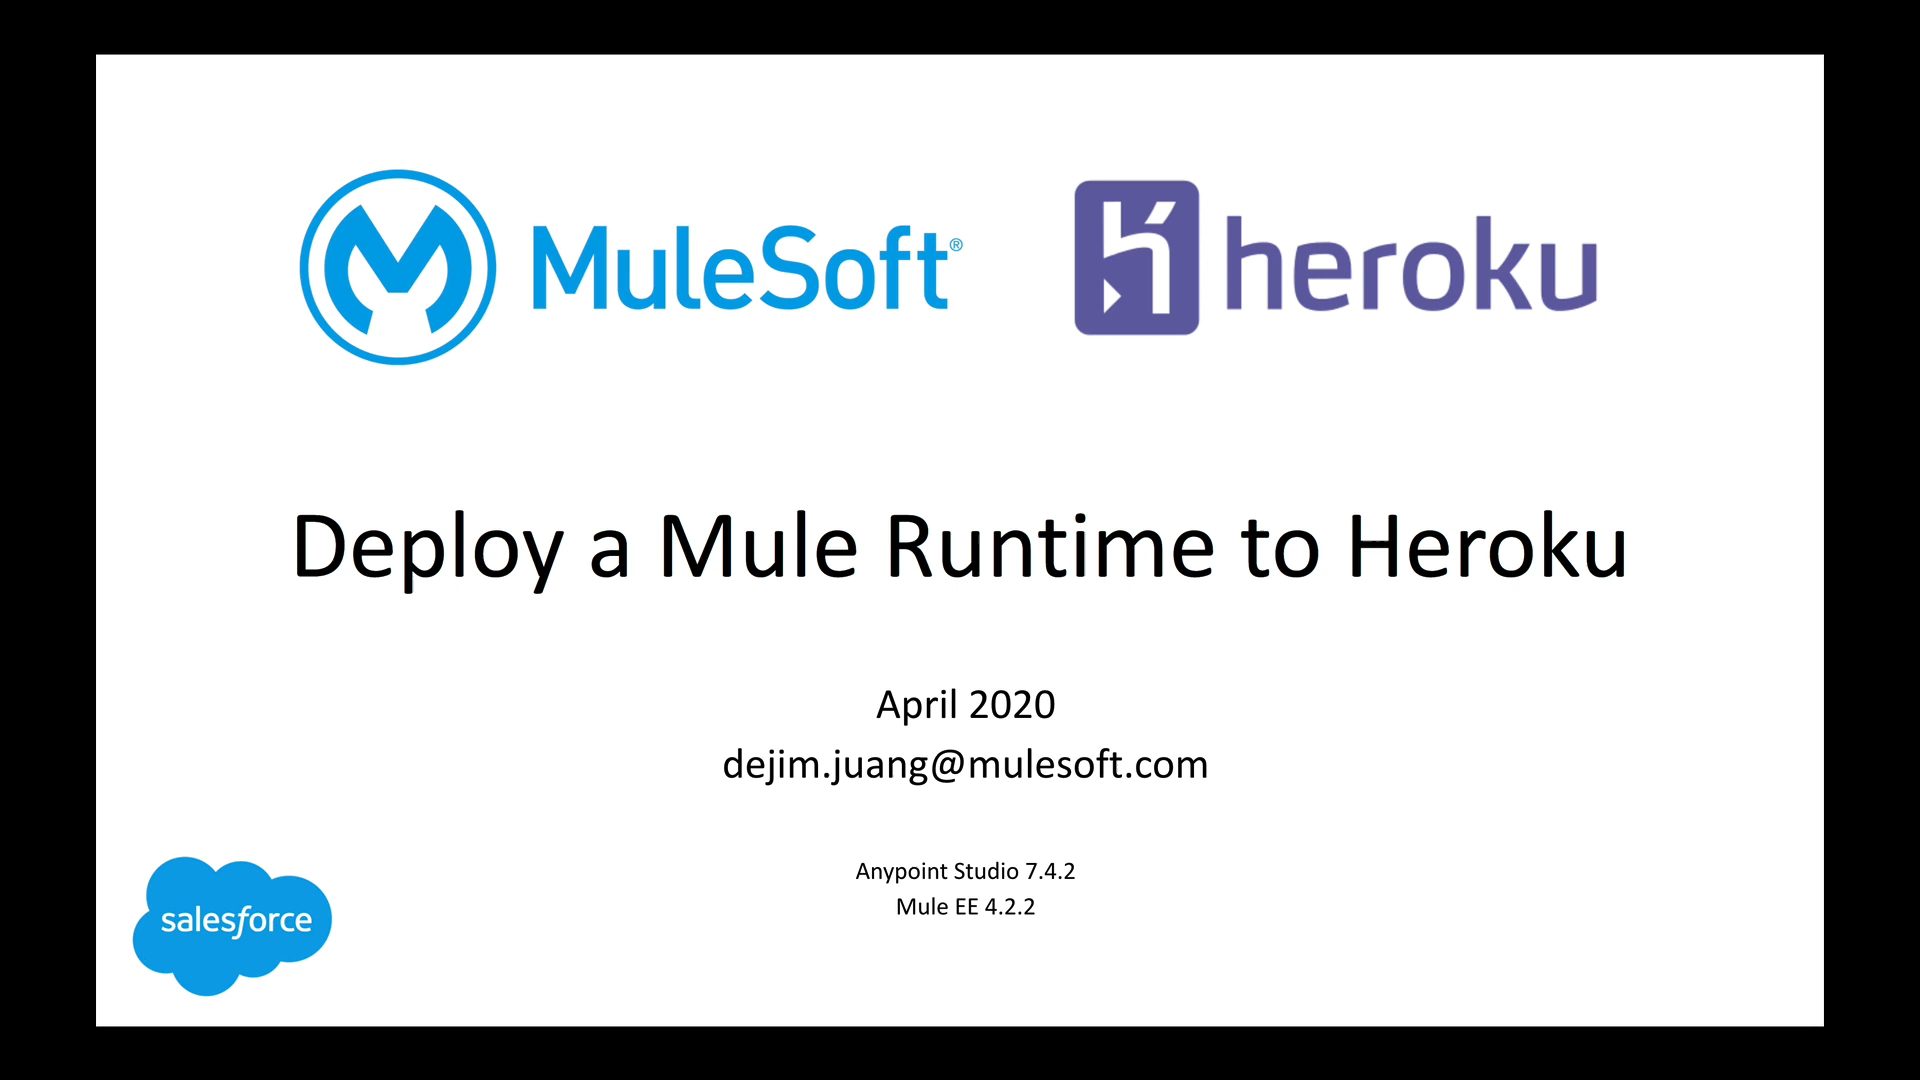 MuleSoft®
heroku
Deploy a Mule Runtime to Heroku
April 2020
dejim.juang@mulesoft.com
Anypoint Studio 7.4.2
Mule EE 4.2.2
salesforce